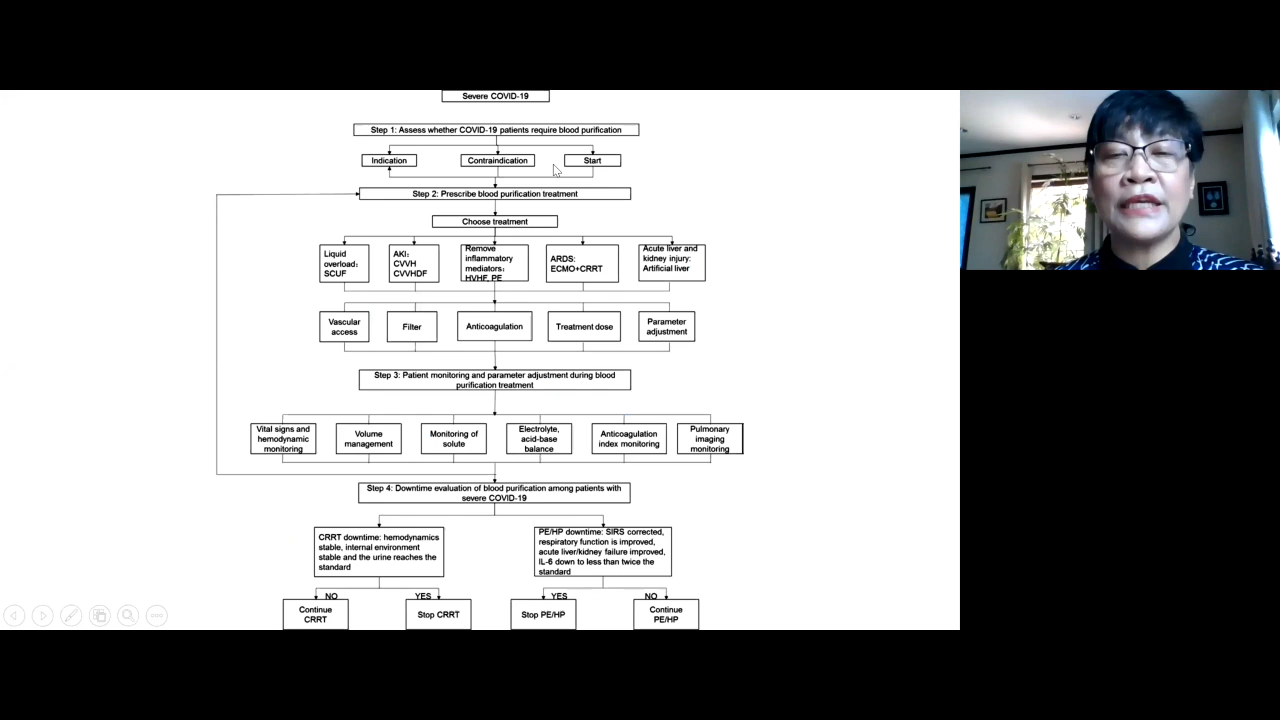 Severe COVID-19
Step 1: Assess whether COVID-19 patients require blood purification
Indication
Contraindication
Start
Step 2: Prescribe blood purification treatment
Choose treatment
Liquid
overload:
SCUF
AKI:
CVVH
CVVHDF
Remove
inflammatory
mediators:
HVHF, PE
ARDS:
ECMO+CRRT
Acute liver and
kidney injury:
Artificial liver
Vascular
access
Filter
Anticoagulation
Treatment dose
Parameter
adjustment
Step 3: Patient monitoring and parameter adjustment during blood
purification treatment
Vital signs and
hemodynamic
monitoring
Volume
management
Monitoring of
solute
Electrolyte,
acid-base
balance
Anticoagulation
index monitoring
Pulmonary
imaging
monitoring
Step 4: Downtime evaluation of blood purification among patients with
severe COVID-19
CRRT downtime: hemodynamics
stable, internal environment
stable and the urine reaches the
standard
PE/HP downtime: SIRS corrected,
respiratory function is improved,
acute liver/kidney failure improved,
IL-6 down to less than twice the
standard
NO
YES
YES
NO
Continue
CRRT
Stop CRRT
Stop PE/HP
Continue
PE/HP